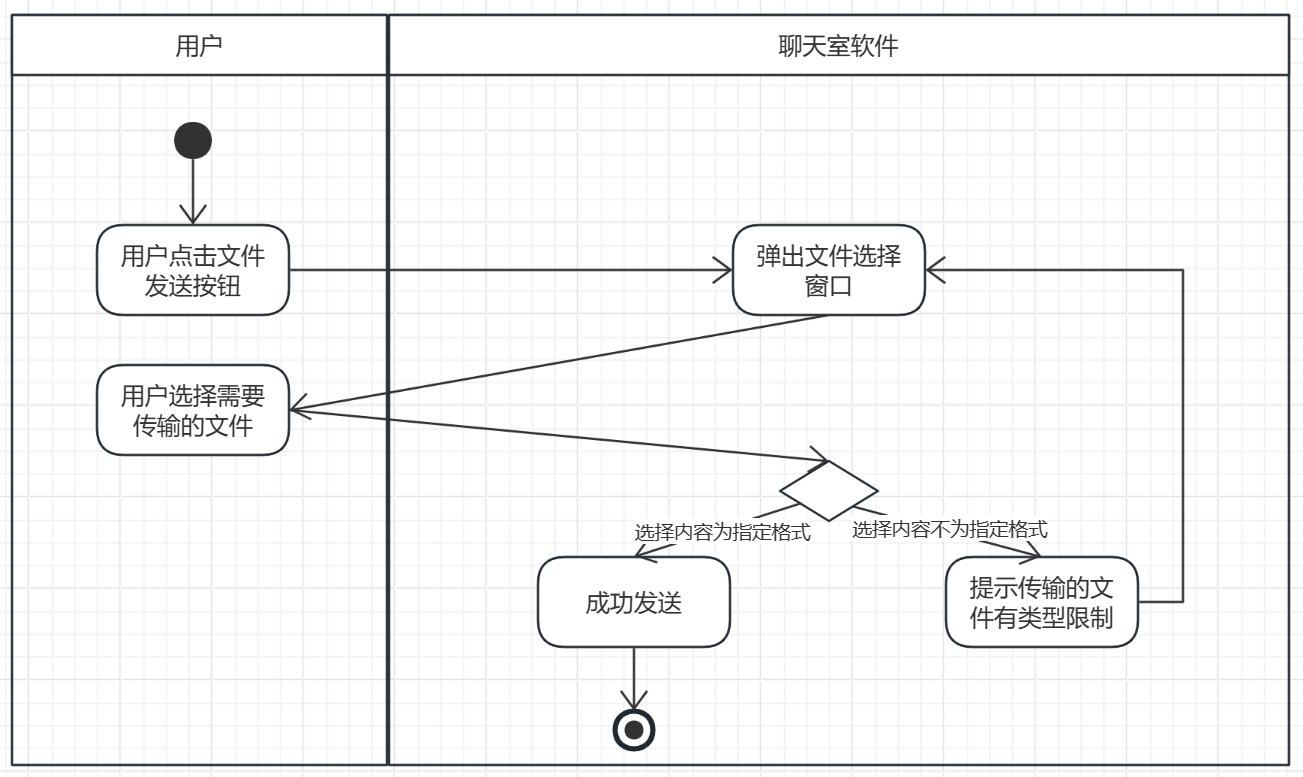 用户
聊天室软件
用户点击文件
发送按钮
弹出文件选择
窗口
用户选择需要
传输的文件
选择内容为指定格式
选择内容不为指定格式
成功发送
提示传输的文
件有类型限制